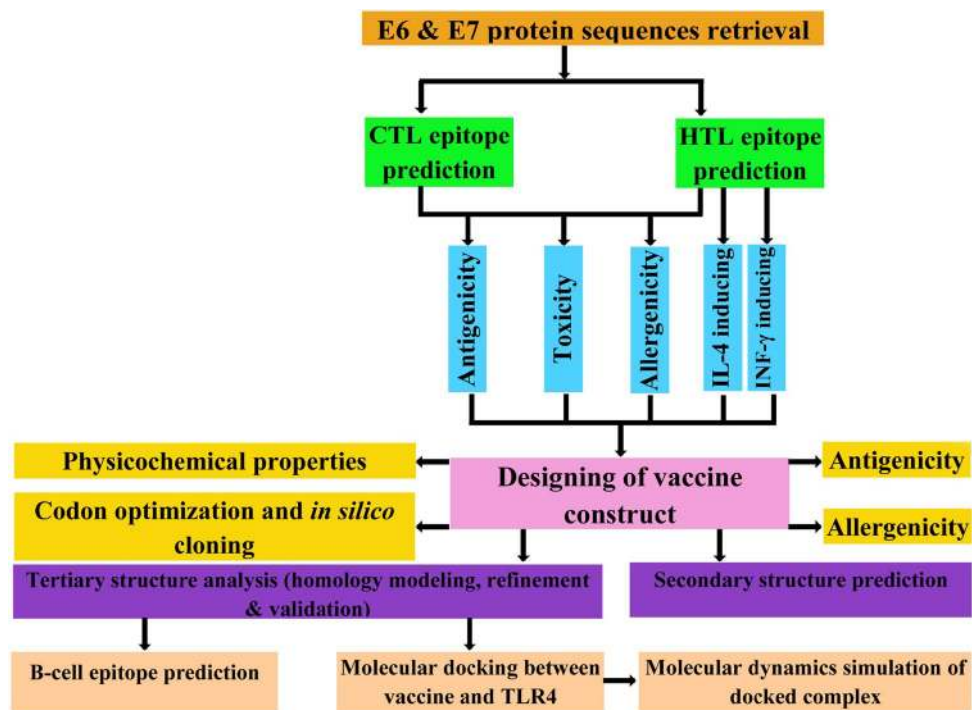 E6 & E7 protein sequences retrieval
CTL epitope
prediction
HTL epitope
prediction
Antigenicity
Toxicity
Allergenicity
IL-4 inducing
INF-γ inducing
Physicochemical properties
Designing of vaccine
construct
Antigenicity
Codon optimization and in silico
cloning
Allergenicity
Tertiary structure analysis (homology modeling, refinement
& validation)
Secondary structure prediction
B-cell epitope prediction
Molecular docking between
vaccine and TLR4
Molecular dynamics simulation of
docked complex